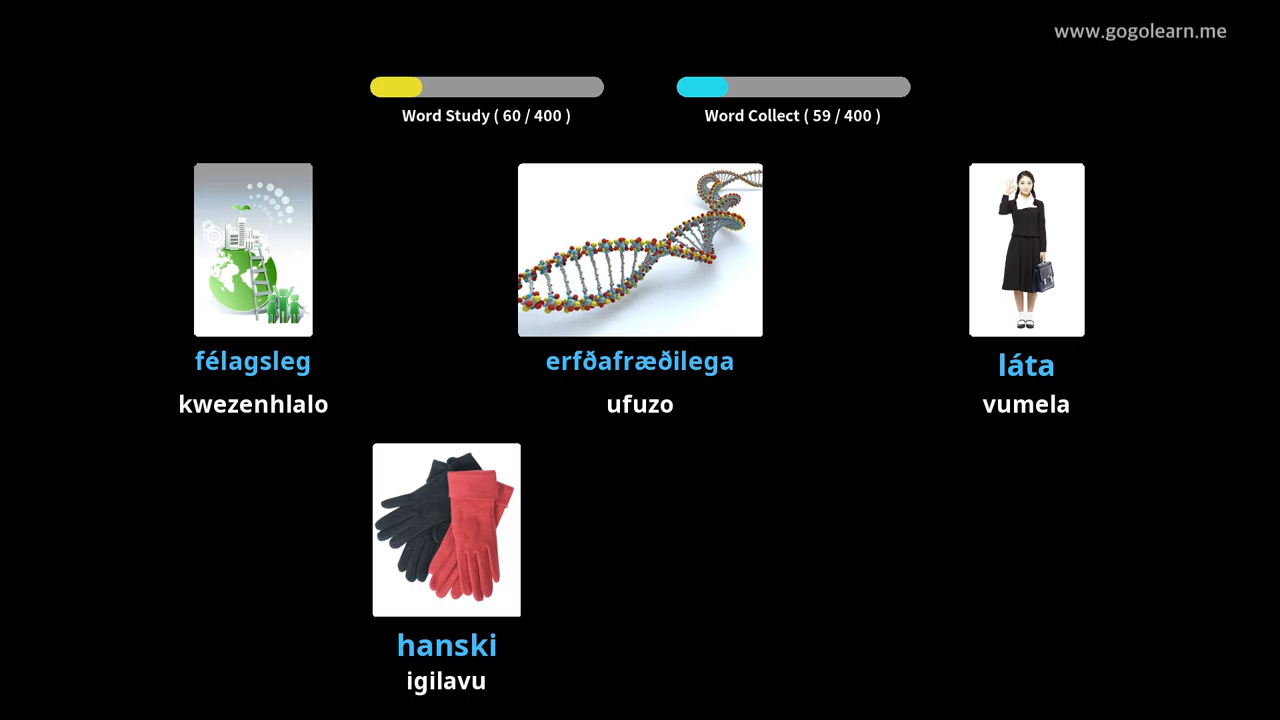 www.gogolearn.me
Word Study ( 60 / 400 )
Word Collect ( 59 / 400 )
félagsleg
erfðafræðilega
láta
kwezenhlalo
ufuzo
vumela
hanski
igilavu